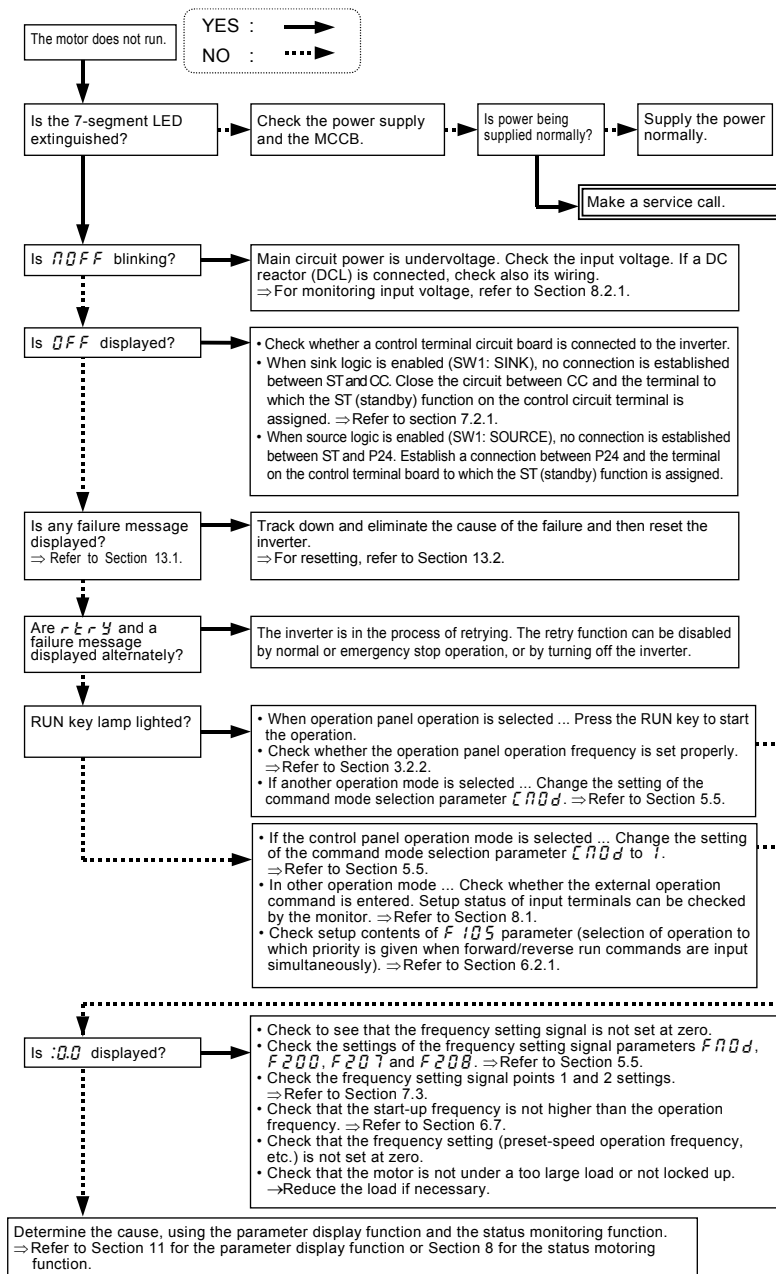 The motor does not run.
YES :
NO :
Is the 7-segment LED
extinguished?
Check the power supply
and the MCCB.
Is power being
supplied normally?
Supply the power
normally.
Make a service call.
Is MOFF blinking?
Main circuit power is undervoltage. Check the input voltage. If a DC
reactor (DCL) is connected, check also its wiring.
⇒ For monitoring input voltage, refer to Section 8.2.1.
Is OFF displayed?
• Check whether a control terminal circuit board is connected to the inverter.
• When sink logic is enabled (SW1: SINK), no connection is established
between ST and CC. Close the circuit between CC and the terminal to
which the ST (standby) function on the control circuit terminal is
assigned. ⇒ Refer to section 7.2.1.
• When source logic is enabled (SW1: SOURCE), no connection is established
between ST and P24. Establish a connection between P24 and the terminal
on the control terminal board to which the ST (standby) function is assigned.
Is any failure message
displayed?
⇒ Refer to Section 13.1.
Track down and eliminate the cause of the failure and then reset the
inverter.
⇒ For resetting, refer to Section 13.2.
Are rtry and a
failure message
displayed alternately?
The inverter is in the process of retrying. The retry function can be disabled
by normal or emergency stop operation, or by turning off the inverter.
RUN key lamp lighted?
• When operation panel operation is selected ... Press the RUN key to start
the operation.
• Check whether the operation panel operation frequency is set properly.
⇒ Refer to Section 3.2.2.
• If another operation mode is selected ... Change the setting of the
command mode selection parameter CMOd. ⇒ Refer to Section 5.5.
• If the control panel operation mode is selected ... Change the setting
of the command mode selection parameter CMOd to 1.
⇒ Refer to Section 5.5.
• In other operation mode ... Check whether the external operation
command is entered. Setup status of input terminals can be checked
by the monitor. ⇒ Refer to Section 8.1.
• Check setup contents of F105 parameter (selection of operation to
which priority is given when forward/reverse run commands are input
simultaneously). ⇒ Refer to Section 6.2.1.
Is :0.0 displayed?
• Check to see that the frequency setting signal is not set at zero.
• Check the settings of the frequency setting signal parameters FMOd,
F200, F207 and F208. ⇒ Refer to Section 5.5.
• Check the frequency setting signal points 1 and 2 settings.
⇒ Refer to Section 7.3.
• Check that the start-up frequency is not higher than the operation
frequency. ⇒ Refer to Section 6.7.
• Check that the frequency setting (preset-speed operation frequency,
etc.) is not set at zero.
• Check that the motor is not under a too large load or not locked up.
→Reduce the load if necessary.
Determine the cause, using the parameter display function and the status monitoring function.
⇒ Refer to Section 11 for the parameter display function or Section 8 for the status motoring
function.